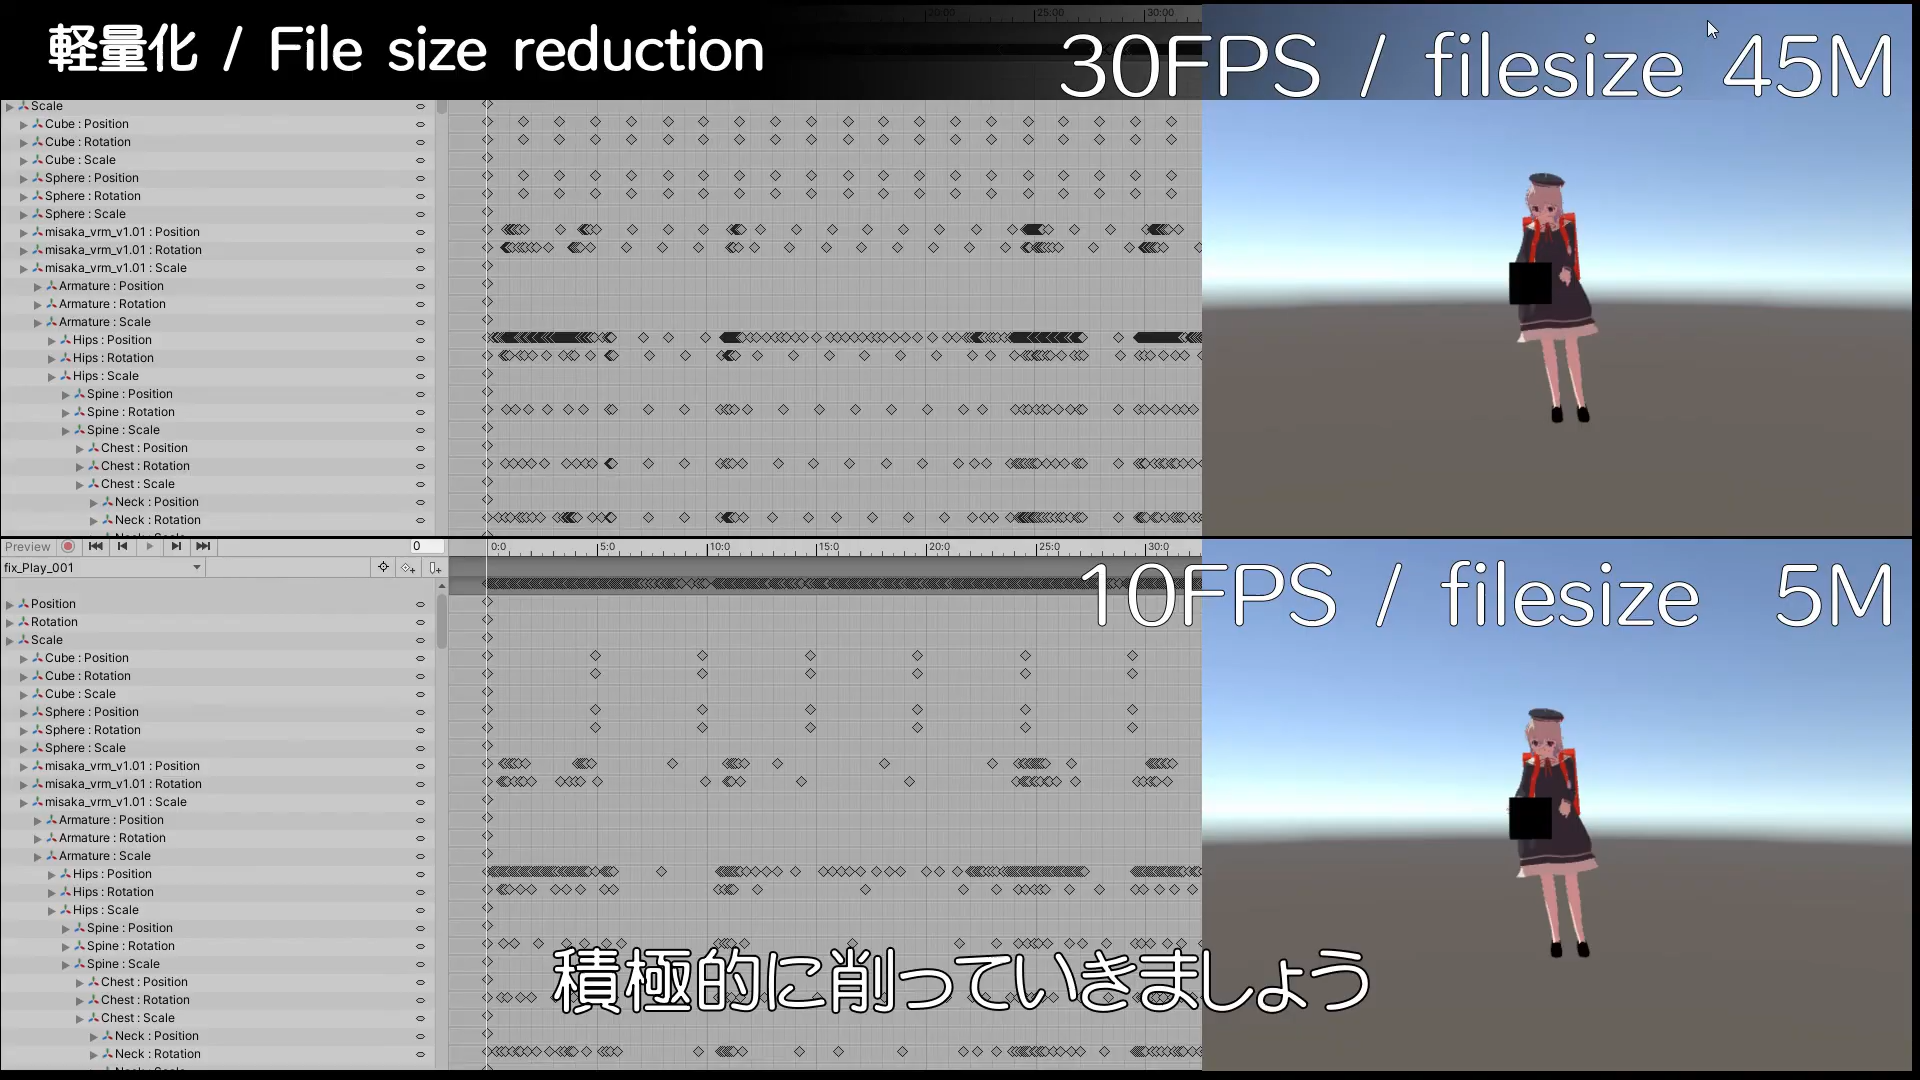 軽量化 / File size reduction
20:00 25:00 30:00
30FPS / filesize 45M
Scale
Cube : Position
Cube : Rotation
Cube : Scale
Sphere : Position
Sphere : Rotation
Sphere : Scale
misaka_vrm_v1.01 : Position
misaka_vrm_v1.01 : Rotation
misaka_vrm_v1.01 : Scale
Armature : Position
Armature : Rotation
Armature : Scale
Hips : Position
Hips : Rotation
Hips : Scale
Spine : Position
Spine : Rotation
Spine : Scale
Chest : Position
Chest : Rotation
Chest : Scale
Neck : Position
Neck : Rotation
Preview 0 0:0 5:0 10:0 15:0 20:0 25:0 30:0
fix_Play_001
10FPS / filesize 5M
Position
Rotation
Scale
Cube : Position
Cube : Rotation
Cube : Scale
Sphere : Position
Sphere : Rotation
Sphere : Scale
misaka_vrm_v1.01 : Position
misaka_vrm_v1.01 : Rotation
misaka_vrm_v1.01 : Scale
Armature : Position
Armature : Rotation
Armature : Scale
Hips : Position
Hips : Rotation
Hips : Scale
Spine : Position
Spine : Rotation
Spine : Scale
Chest : Position
Chest : Rotation
Chest : Scale
Neck : Position
Neck : Rotation
積極的に削っていきましょう